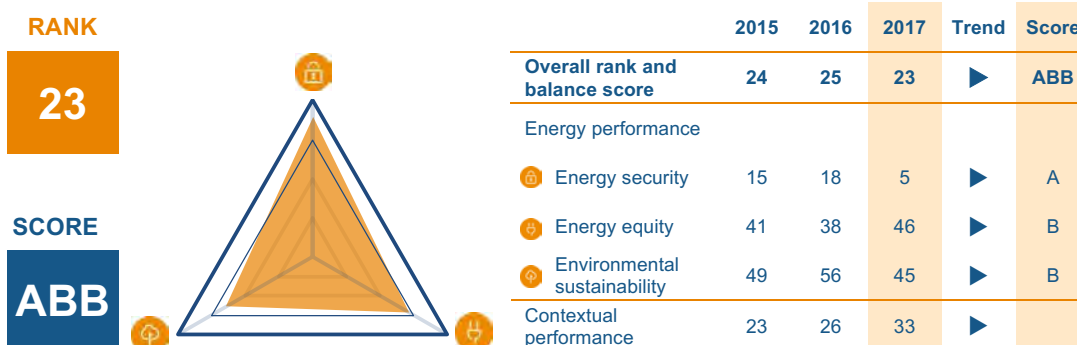 RANK
23
SCORE
ABB
2015 2016 2017 Trend Score
Overall rank and
balance score 24 25 23 ABB
Energy performance
Energy security 15 18 5 A
Energy equity 41 38 46 B
Environmental
sustainability 49 56 45 B
Contextual
performance 23 26 33